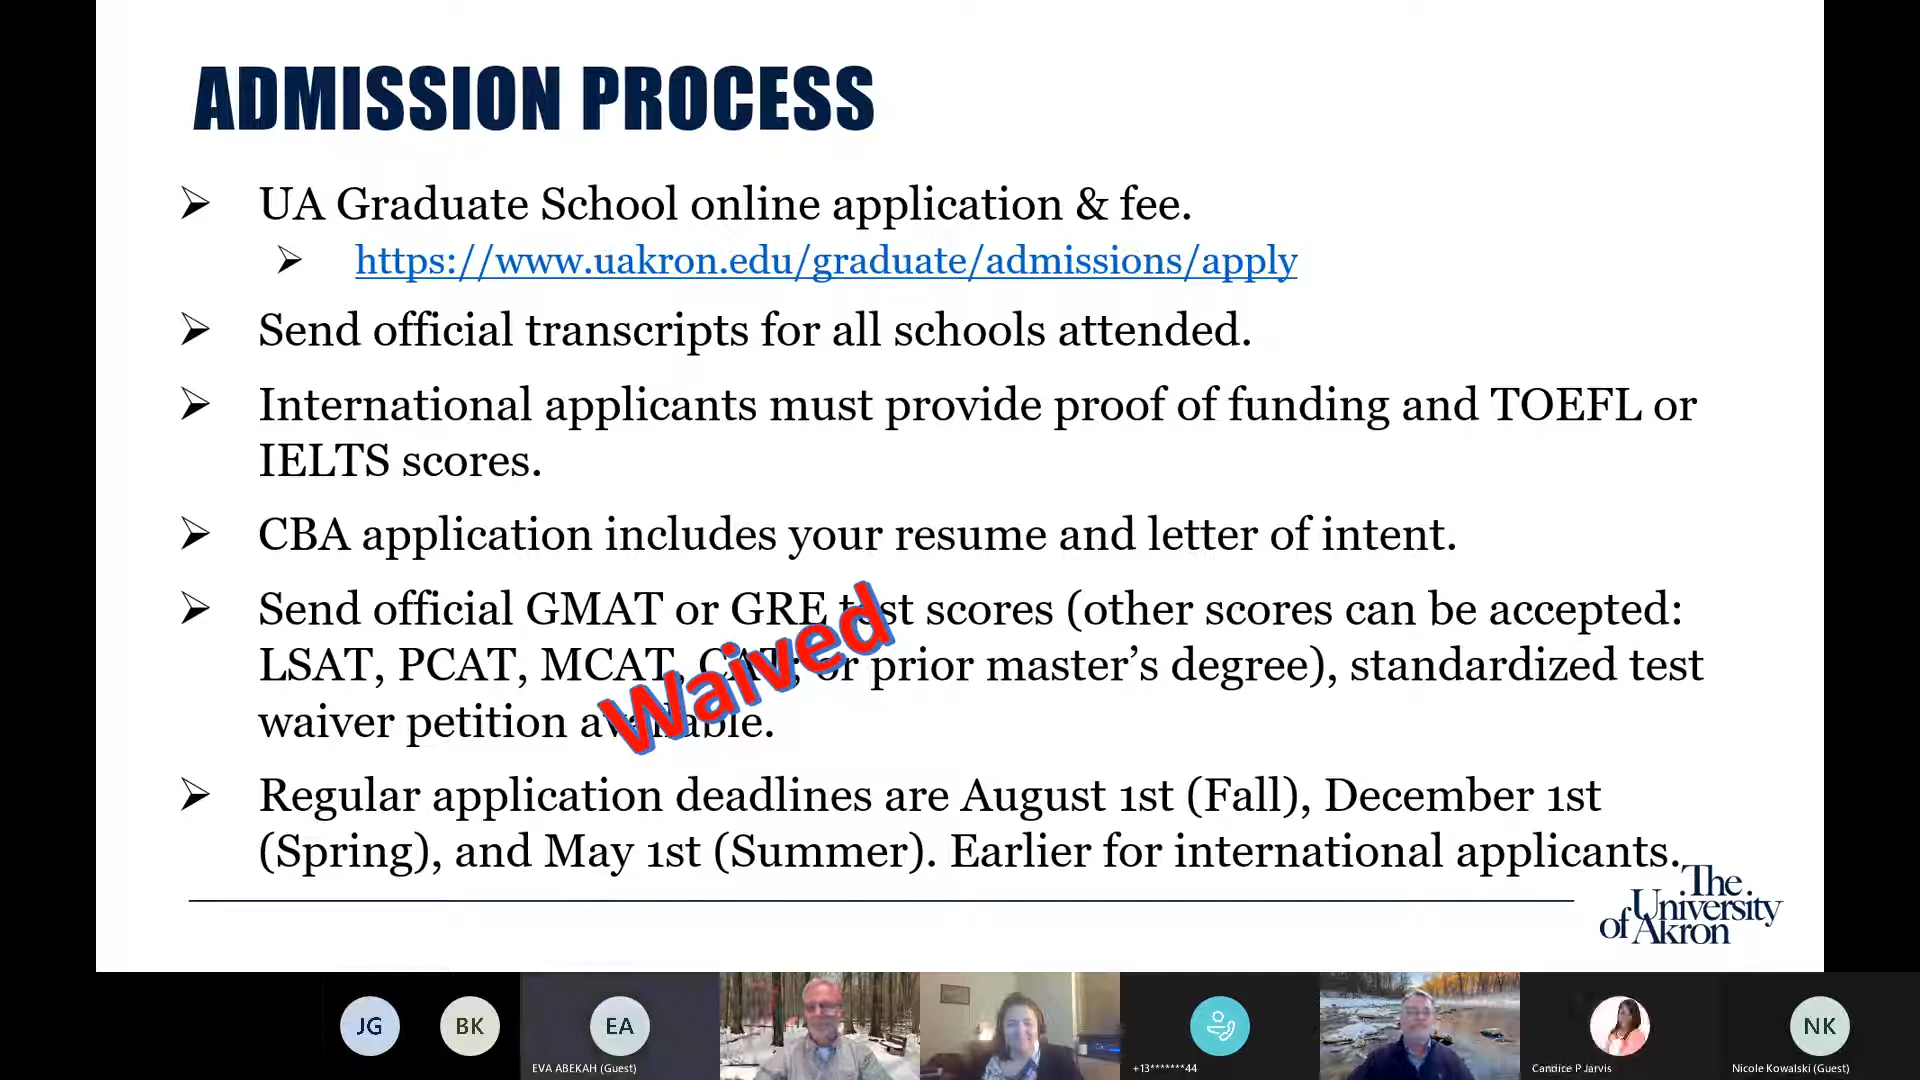 ADMISSION PROCESS
UA Graduate School online application & fee.
https://www.uakron.edu/graduate/admissions/apply
Send official transcripts for all schools attended.
International applicants must provide proof of funding and TOEFL or
IELTS scores.
CBA application includes your resume and letter of intent.
Send official GMAT or GRE test scores (other scores can be accepted:
LSAT, PCAT, MCAT, CAT; or prior master's degree), standardized test
waiver petition available.
Waived
Regular application deadlines are August 1st (Fall), December 1st
(Spring), and May 1st (Summer). Earlier for international applicants.
The
University
of Akron
JG
BK
EA
NK
EVA ABEKAH (Guest)
+13*******44
Candice P Jarvis
Nicole Kowalski (Guest)